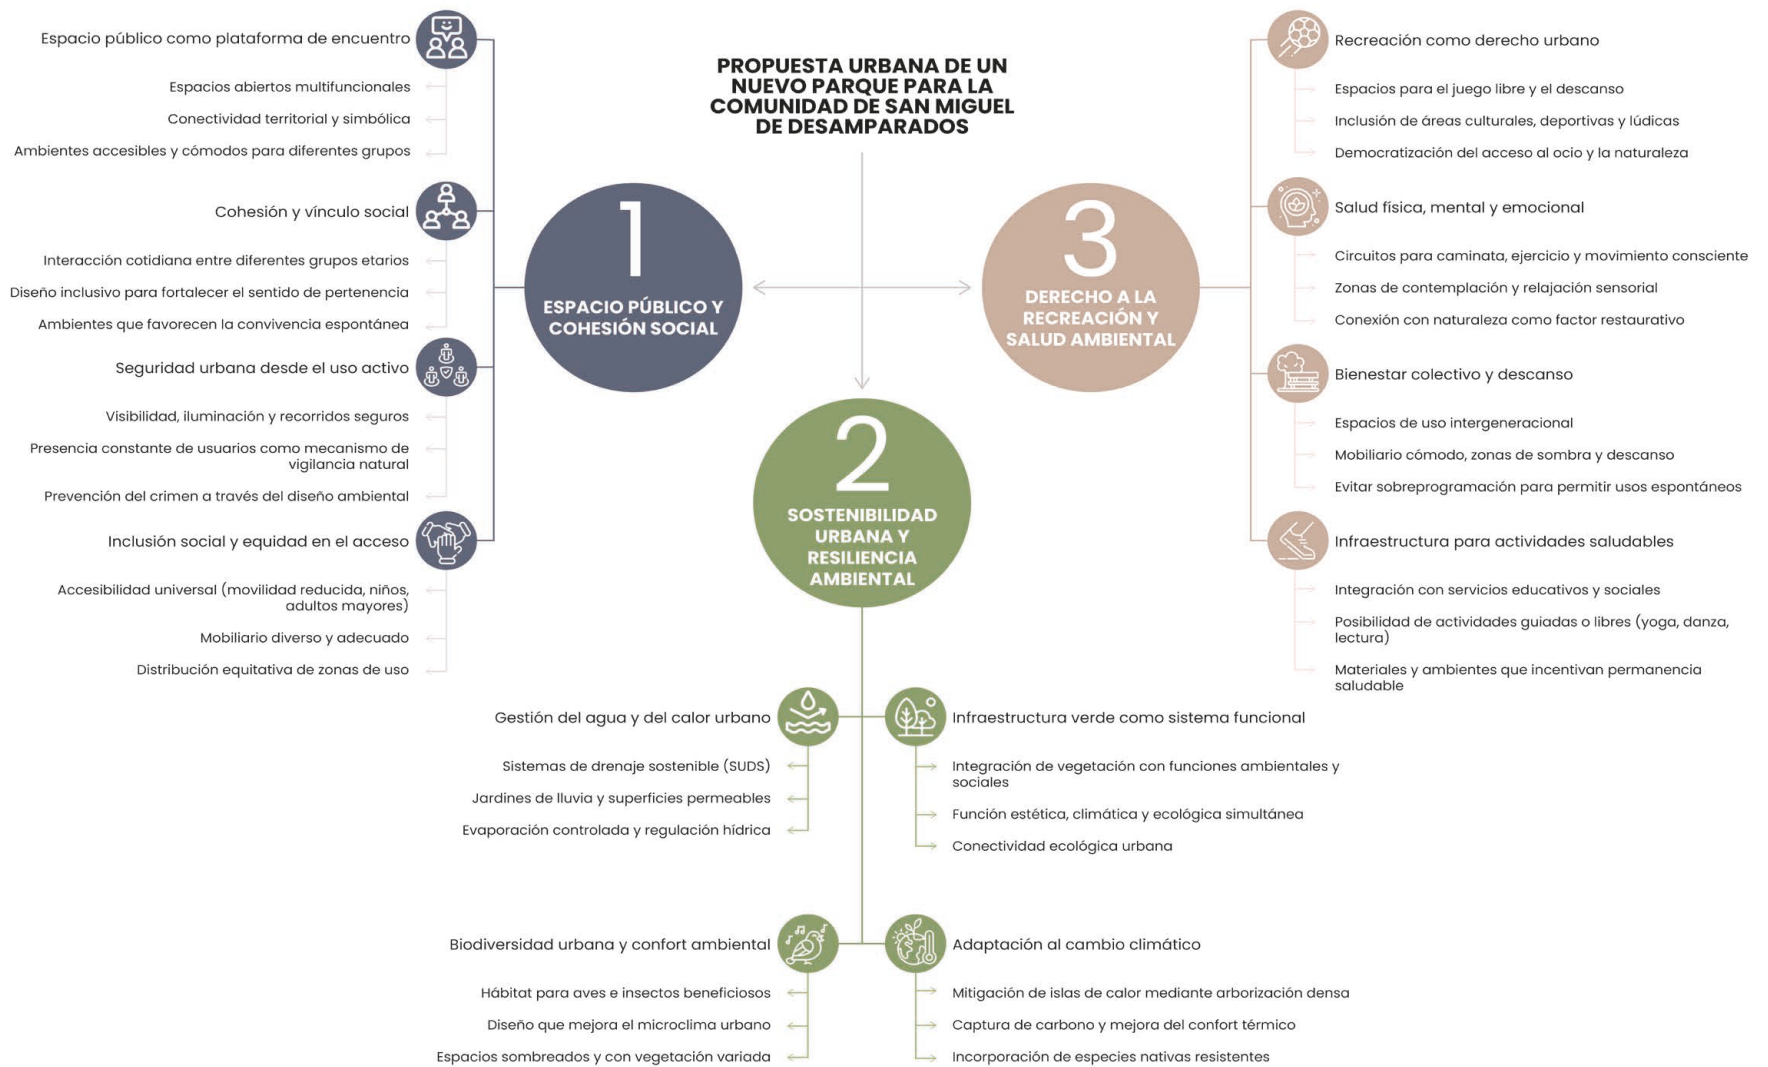 PROPUESTA URBANA DE UN
NUEVO PARQUE PARA LA
COMUNIDAD DE SAN MIGUEL
DE DESAMPARADOS
1
ESPACIO PÚBLICO Y
COHESIÓN SOCIAL
Espacio público como plataforma de encuentro
Espacios abiertos multifuncionales
Conectividad territorial y simbólica
Ambientes accesibles y cómodos para diferentes grupos
Cohesión y vínculo social
Interacción cotidiana entre diferentes grupos etarios
Diseño inclusivo para fortalecer el sentido de pertenencia
Ambientes que favorecen la convivencia espontánea
Seguridad urbana desde el uso activo
Visibilidad, iluminación y recorridos seguros
Presencia constante de usuarios como mecanismo de
vigilancia natural
Prevención del crimen a través del diseño ambiental
Inclusión social y equidad en el acceso
Accesibilidad universal (movilidad reducida, niños,
adultos mayores)
Mobiliario diverso y adecuado
Distribución equitativa de zonas de uso
2
SOSTENIBILIDAD
URBANA Y
RESILIENCIA
AMBIENTAL
Gestión del agua y del calor urbano
Sistemas de drenaje sostenible (SUDS)
Jardines de lluvia y superficies permeables
Evaporación controlada y regulación hídrica
Infraestructura verde como sistema funcional
Integración de vegetación con funciones ambientales y
sociales
Función estética, climática y ecológica simultánea
Conectividad ecológica urbana
Biodiversidad urbana y confort ambiental
Hábitat para aves e insectos beneficiosos
Diseño que mejora el microclima urbano
Espacios sombreados y con vegetación variada
Adaptación al cambio climático
Mitigación de islas de calor mediante arborización densa
Captura de carbono y mejora del confort térmico
Incorporación de especies nativas resistentes
3
DERECHO A LA
RECREACIÓN Y
SALUD AMBIENTAL
Recreación como derecho urbano
Espacios para el juego libre y el descanso
Inclusión de áreas culturales, deportivas y lúdicas
Democratización del acceso al ocio y la naturaleza
Salud física, mental y emocional
Circuitos para caminata, ejercicio y movimiento consciente
Zonas de contemplación y relajación sensorial
Conexión con naturaleza como factor restaurativo
Bienestar colectivo y descanso
Espacios de uso intergeneracional
Mobiliario cómodo, zonas de sombra y descanso
Evitar sobreprogramación para permitir usos espontáneos
Infraestructura para actividades saludables
Integración con servicios educativos y sociales
Posibilidad de actividades guiadas o libres (yoga, danza,
lectura)
Materiales y ambientes que incentivan permanencia
saludable